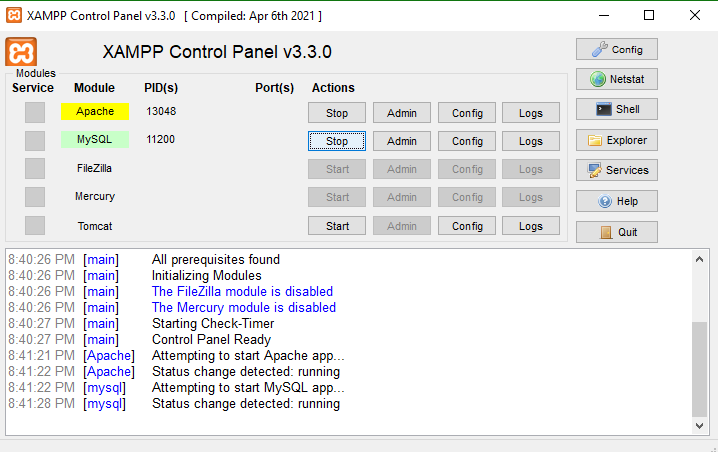 XAMPP Control Panel v3.3.0 [ Compiled: Apr 6th 2021 ]
XAMPP Control Panel v3.3.0
Config
Modules
Service Module PID(s) Port(s) Actions
Netstat
Apache 13048 Stop Admin Config Logs
Shell
MySQL 11200 Stop Admin Config Logs
Explorer
FileZilla Start Admin Config Logs
Services
Mercury Start Admin Config Logs
Help
Tomcat Start Admin Config Logs
Quit
8:40:26 PM [main] All prerequisites found
8:40:26 PM [main] Initializing Modules
8:40:26 PM [main] The FileZilla module is disabled
8:40:26 PM [main] The Mercury module is disabled
8:40:27 PM [main] Starting Check-Timer
8:40:27 PM [main] Control Panel Ready
8:41:21 PM [Apache] Attempting to start Apache app...
8:41:22 PM [Apache] Status change detected: running
8:41:22 PM [mysql] Attempting to start MySQL app...
8:41:28 PM [mysql] Status change detected: running